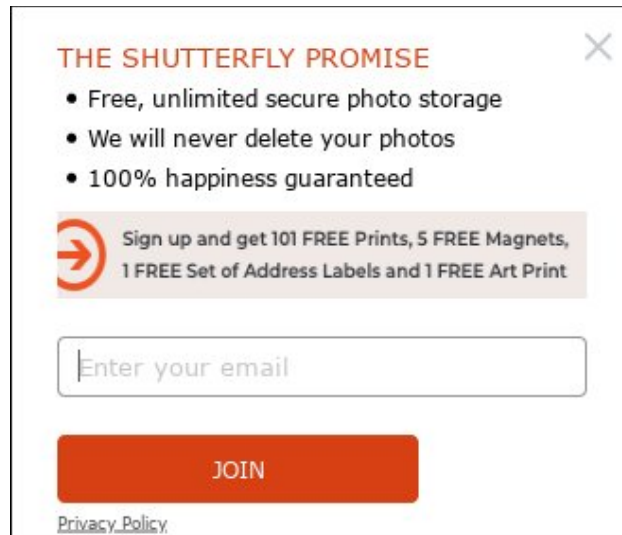 THE SHUTTERFLY PROMISE
• Free, unlimited secure photo storage
• We will never delete your photos
• 100% happiness guaranteed
Sign up and get 101 FREE Prints, 5 FREE Magnets,
1 FREE Set of Address Labels and 1 FREE Art Print
Enter your email
JOIN
Privacy Policy